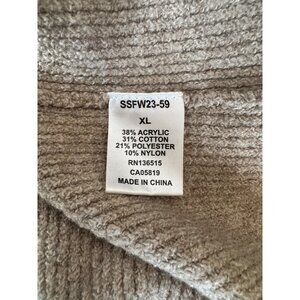 SSFW23-59
XL
38% ACRYLIC
31% COTTON
21% POLYESTER
10% NYLON
RN136515
CA05819
MADE IN CHINA